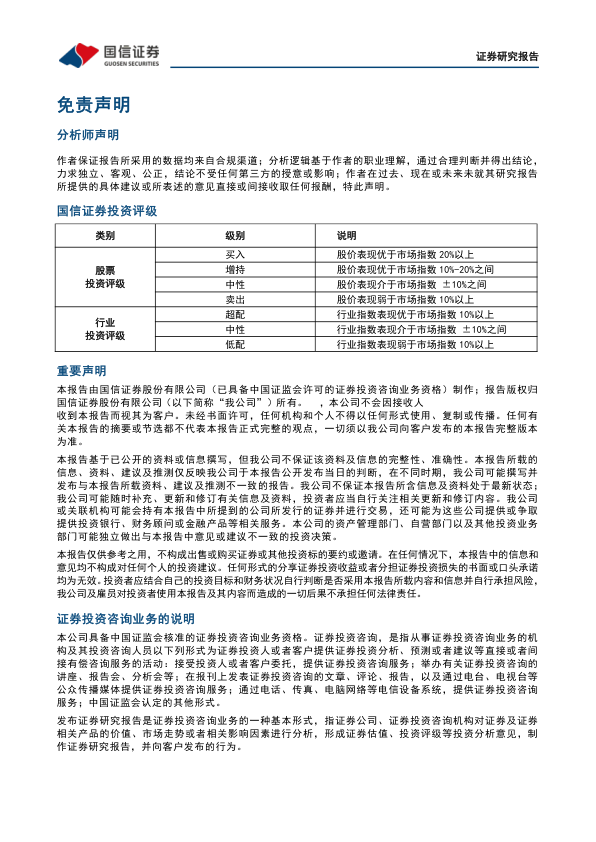 国信证券
GUOSEN SECURITIES
证券研究报告
免责声明
分析师声明
作者保证报告所采用的数据均来自合规渠道；分析逻辑基于作者的职业理解，通过合理判断并得出结论，
力求独立、客观、公正，结论不受任何第三方的授意或影响；作者在过去、现在或未来未就其研究报告
所提供的具体建议或所表述的意见直接或间接收取任何报酬，特此声明。
国信证券投资评级
类别 级别 说明
股票
投资评级
买入 股价表现优于市场指数 20%以上
增持 股价表现优于市场指数 10%-20%之间
中性 股价表现介于市场指数 ±10%之间
卖出 股价表现弱于市场指数 10%以上
行业
投资评级
超配 行业指数表现优于市场指数 10%以上
中性 行业指数表现介于市场指数 ±10%之间
低配 行业指数表现弱于市场指数 10%以上
重要声明
本报告由国信证券股份有限公司（已具备中国证监会许可的证券投资咨询业务资格）制作；报告版权归
国信证券股份有限公司（以下简称“我公司”）所有。 ，本公司不会因接收人
收到本报告而视其为客户。未经书面许可，任何机构和个人不得以任何形式使用、复制或传播。任何有
关本报告的摘要或节选都不代表本报告正式完整的观点，一切须以我公司向客户发布的本报告完整版本
为准。
本报告基于已公开的资料或信息撰写，但我公司不保证该资料及信息的完整性、准确性。本报告所载的
信息、资料、建议及推测仅反映我公司于本报告公开发布当日的判断，在不同时期，我公司可能撰写并
发布与本报告所载资料、建议及推测不一致的报告。我公司不保证本报告所含信息及资料处于最新状态；
我公司可能随时补充、更新和修订有关信息及资料，投资者应当自行关注相关更新和修订内容。我公司
或关联机构可能会持有本报告中所提到的公司所发行的证券并进行交易，还可能为这些公司提供或争取
提供投资银行、财务顾问或金融产品等相关服务。本公司的资产管理部门、自营部门以及其他投资业务
部门可能独立做出与本报告中意见或建议不一致的投资决策。
本报告仅供参考之用，不构成出售或购买证券或其他投资标的要约或邀请。在任何情况下，本报告中的信息和
意见均不构成对任何个人的投资建议。任何形式的分享证券投资收益或者分担证券投资损失的书面或口头承诺
均为无效。投资者应结合自己的投资目标和财务状况自行判断是否采用本报告所载内容和信息并自行承担风险，
我公司及雇员对投资者使用本报告及其内容而造成的一切后果不承担任何法律责任。
证券投资咨询业务的说明
本公司具备中国证监会核准的证券投资咨询业务资格。证券投资咨询，是指从事证券投资咨询业务的机
构及其投资咨询人员以下列形式为证券投资人或者客户提供证券投资分析、预测或者建议等直接或者间
接有偿咨询服务的活动：接受投资人或者客户委托，提供证券投资咨询服务；举办有关证券投资咨询的
讲座、报告会、分析会等；在报刊上发表证券投资咨询的文章、评论、报告，以及通过电台、电视台等
公众传播媒体提供证券投资咨询服务；通过电话、传真、电脑网络等电信设备系统，提供证券投资咨询
服务；中国证监会认定的其他形式。
发布证券研究报告是证券投资咨询业务的一种基本形式，指证券公司、证券投资咨询机构对证券及证券
相关产品的价值、市场走势或者相关影响因素进行分析，形成证券估值、投资评级等投资分析意见，制
作证券研究报告，并向客户发布的行为。